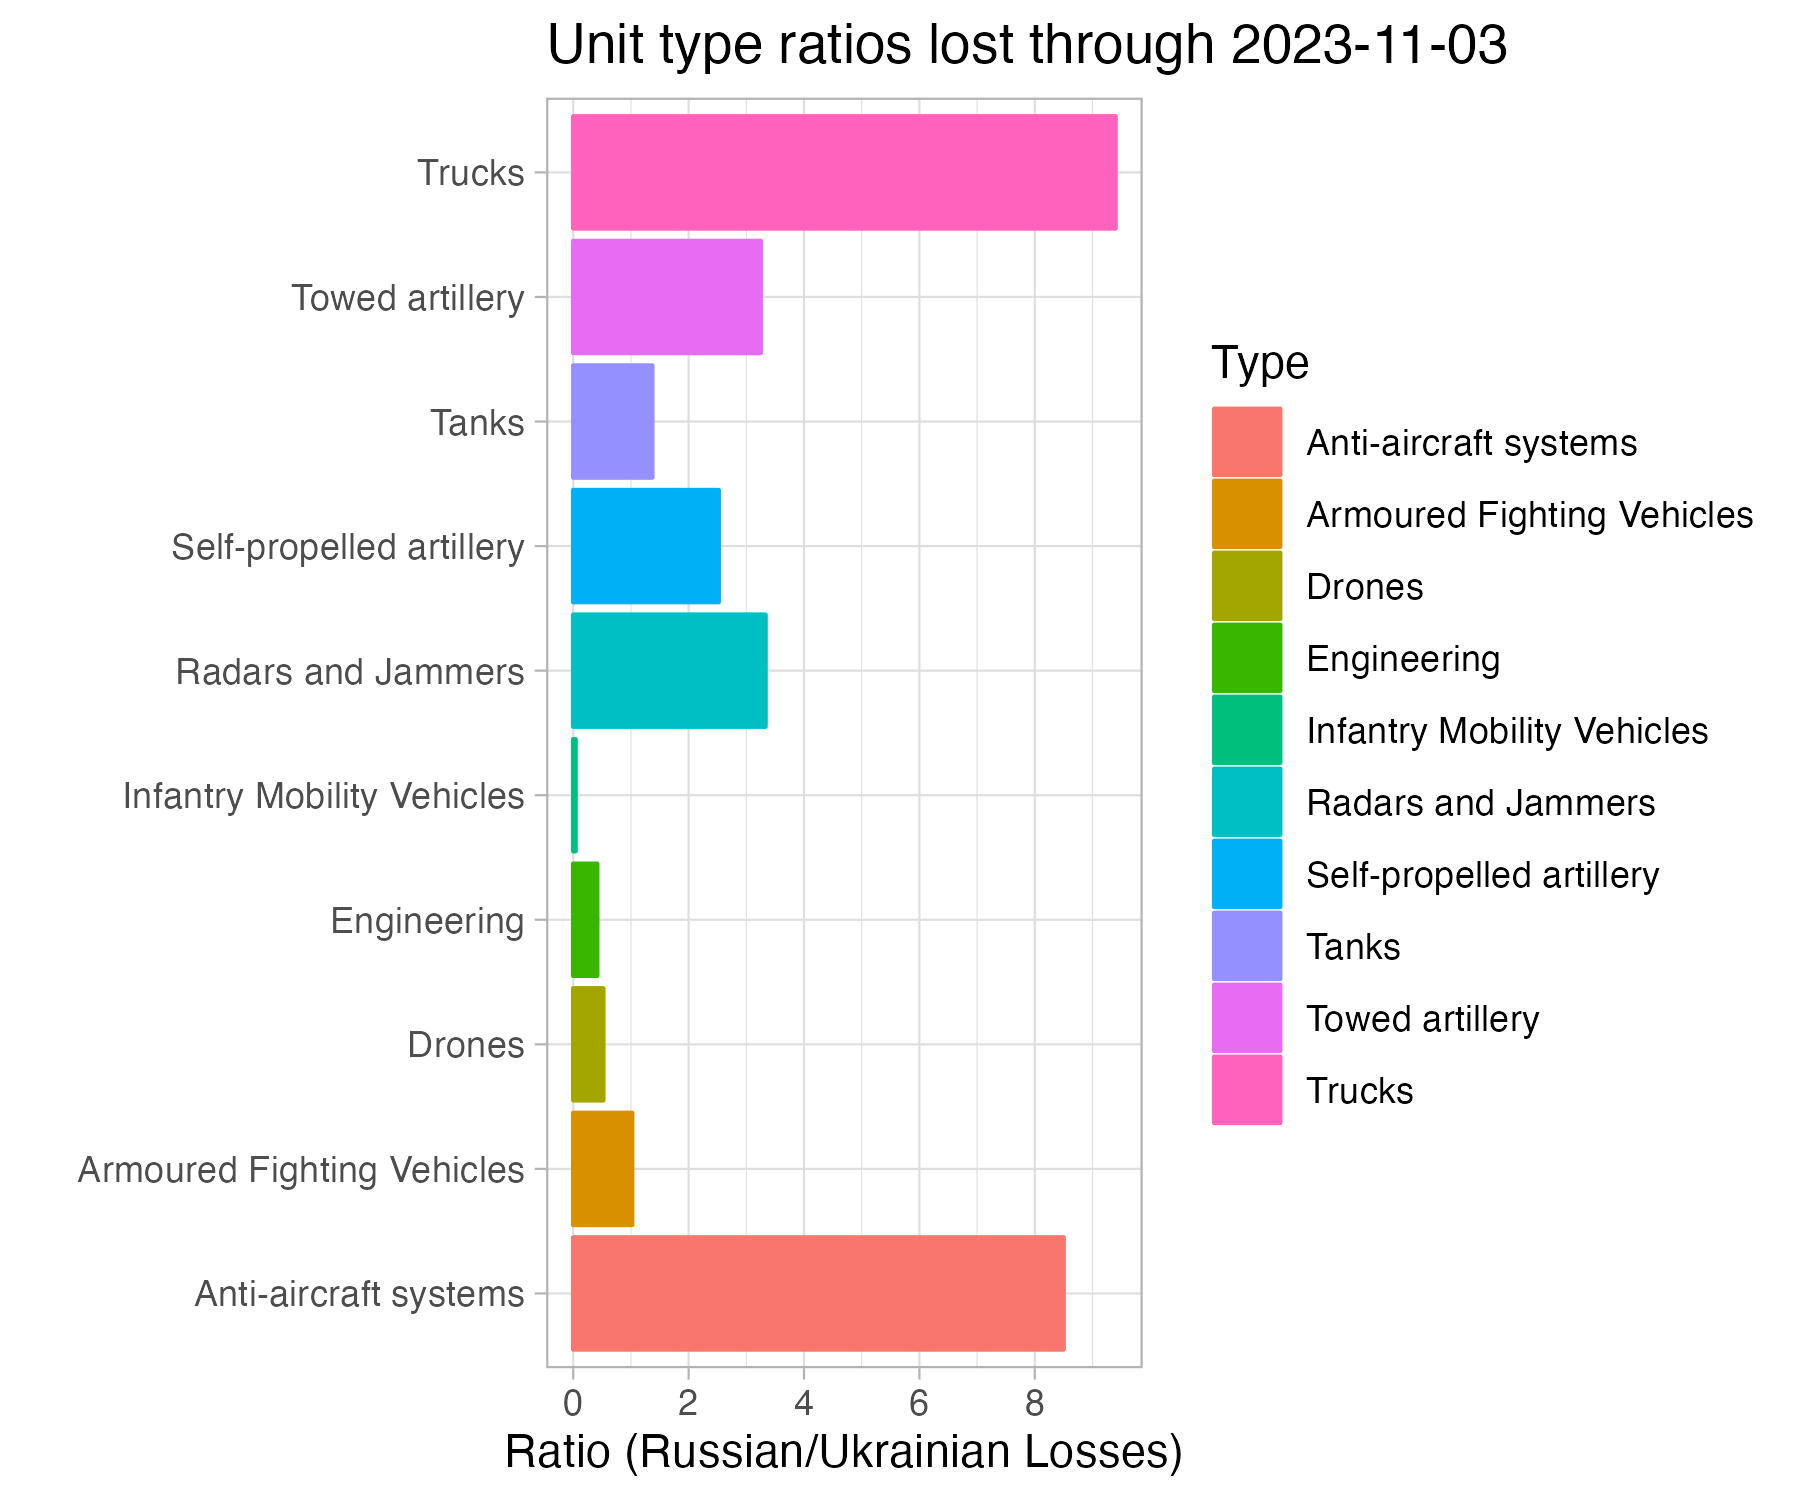 Unit type ratios lost through 2023-11-03
Trucks
Towed artillery
Tanks
Self-propelled artillery
Radars and Jammers
Infantry Mobility Vehicles
Engineering
Drones
Armoured Fighting Vehicles
Anti-aircraft systems
0 2 4 6 8
Ratio (Russian/Ukrainian Losses)
Type
Anti-aircraft systems
Armoured Fighting Vehicles
Drones
Engineering
Infantry Mobility Vehicles
Radars and Jammers
Self-propelled artillery
Tanks
Towed artillery
Trucks